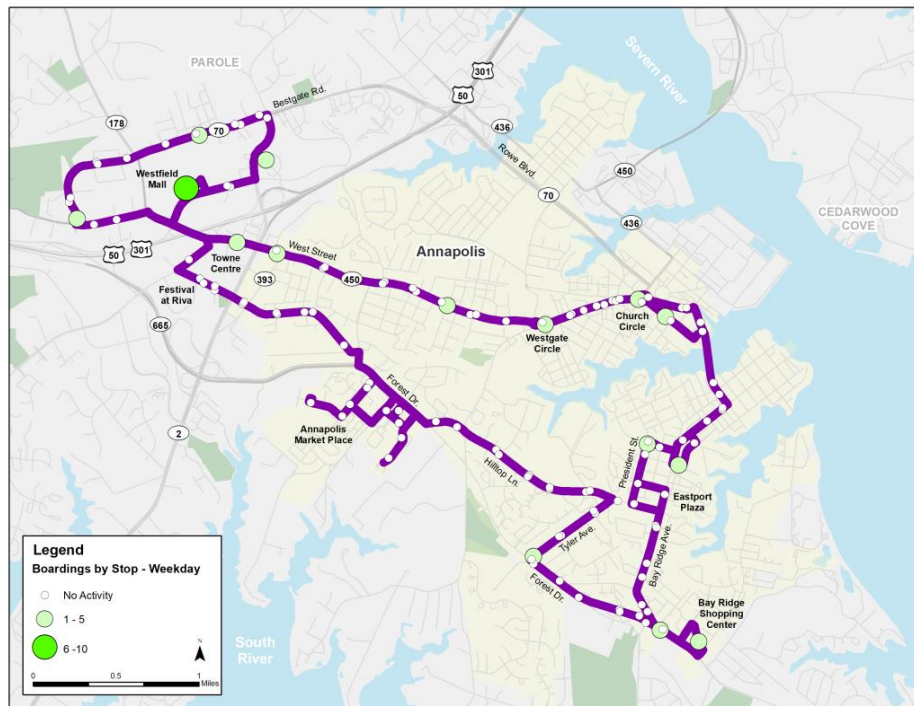 PAROLE
178
70
Bestgate Rd.
50
301
436
Severn River
Rowe Blvd.
450
70
436
CEDARWOOD
COVE
Westfield
Mall
50
301
Towne
Centre
West Street
Annapolis
393
450
Festival
at Riva
665
Church
Circle
Westgate
Circle
Forest Dr.
2
Annapolis
Market Place
Hilltop Ln.
President St.
Eastport
Plaza
Tyler Ave.
Bay Ridge Ave.
Forest Dr.
Bay Ridge
Shopping
Center
South
River
Legend
Boardings by Stop - Weekday
No Activity
1 - 5
6 -10
N
0 0.5 1
Miles